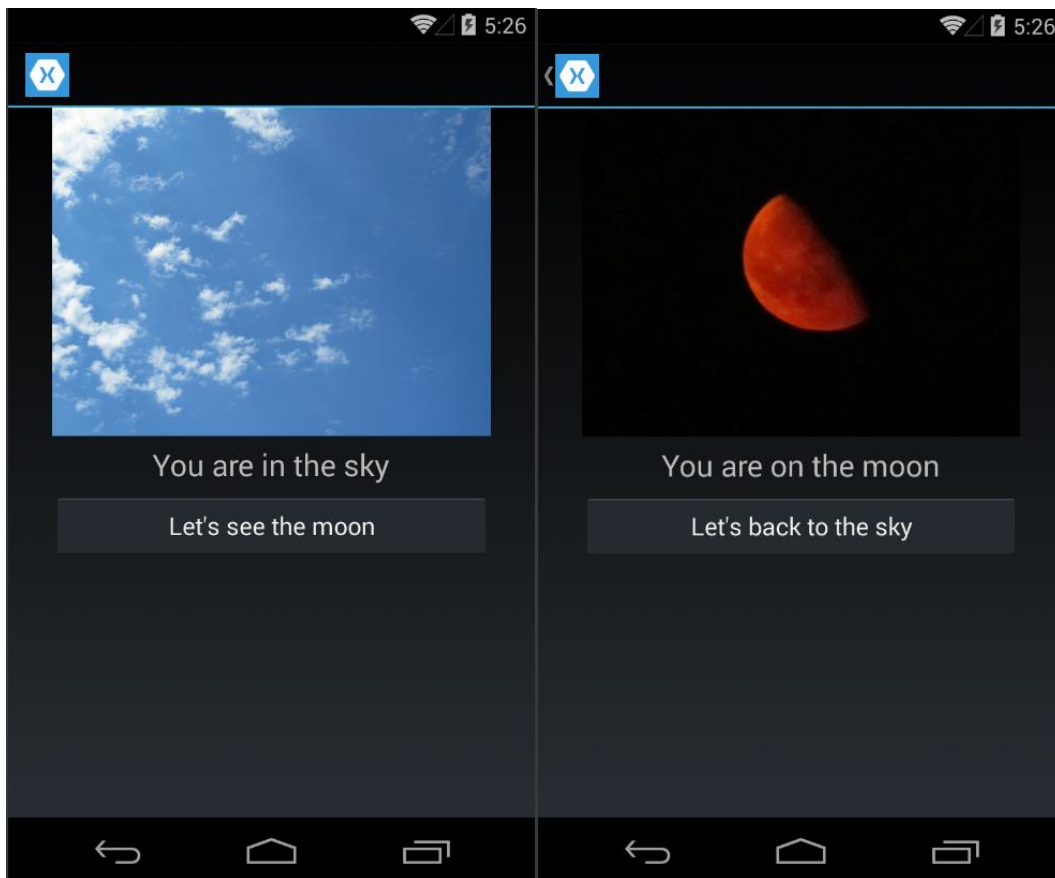 5:26
You are in the sky
Let's see the moon
5:26
You are on the moon
Let's back to the sky